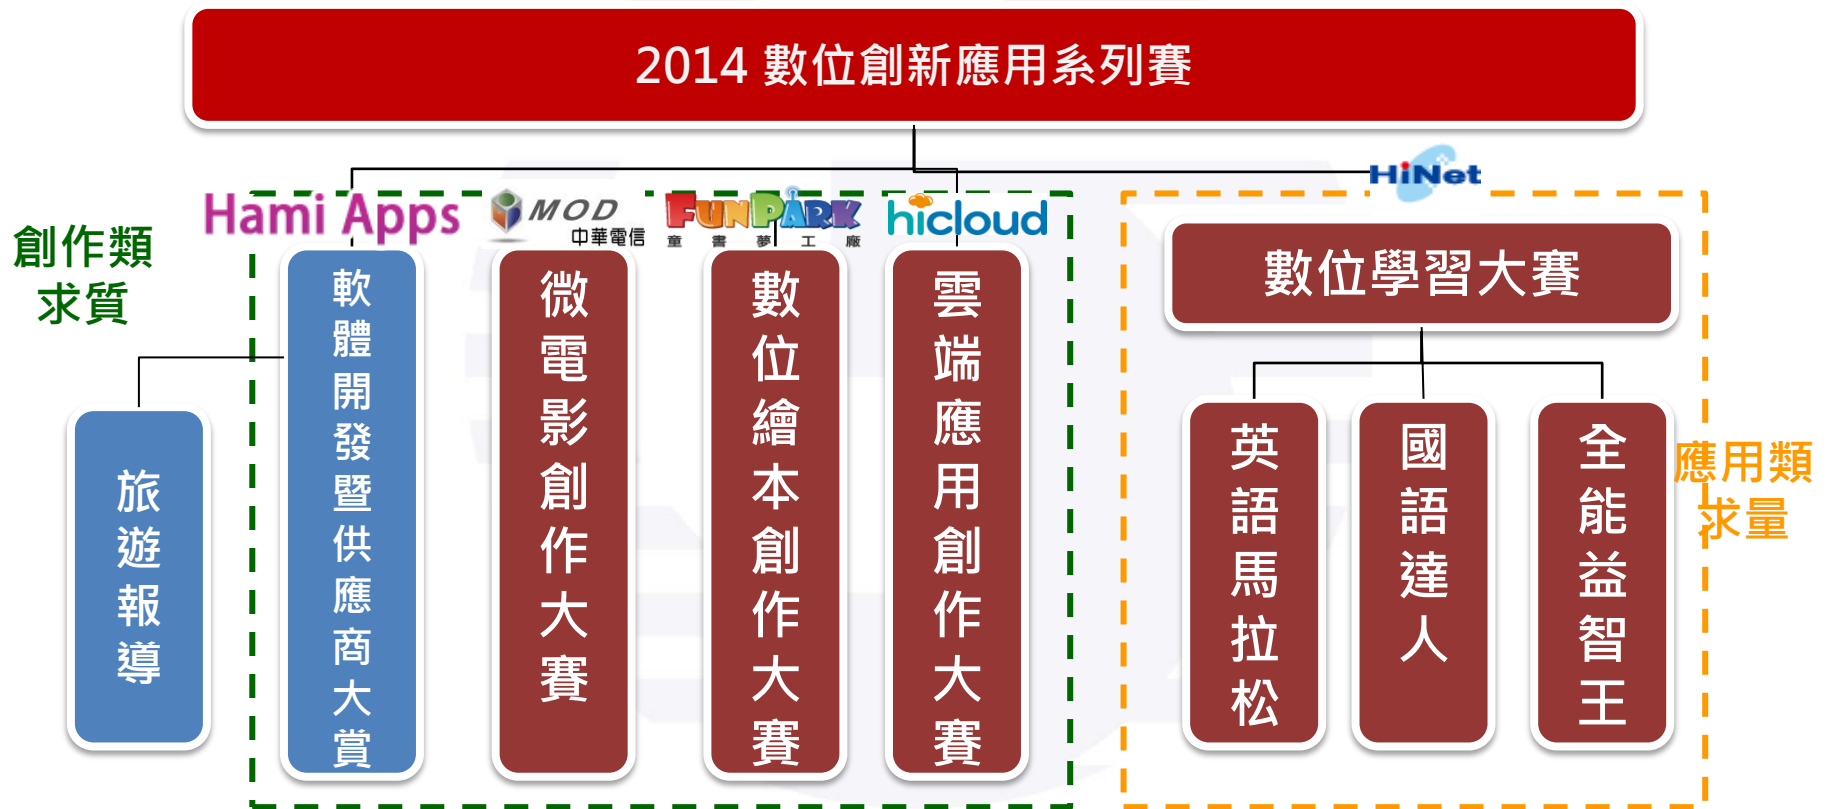 2014 數位創新應用系列賽
HiNet
Hami Apps
MOD
中華電信
FUNPARK
童書夢工廠
hicloud
創作類
求質
軟體開發暨供應商大賞
微電影創作大賽
數位繪本創作大賽
雲端應用創作大賽
旅遊報導
數位學習大賽
英語馬拉松
國語達人
全能益智王
應用類
求量